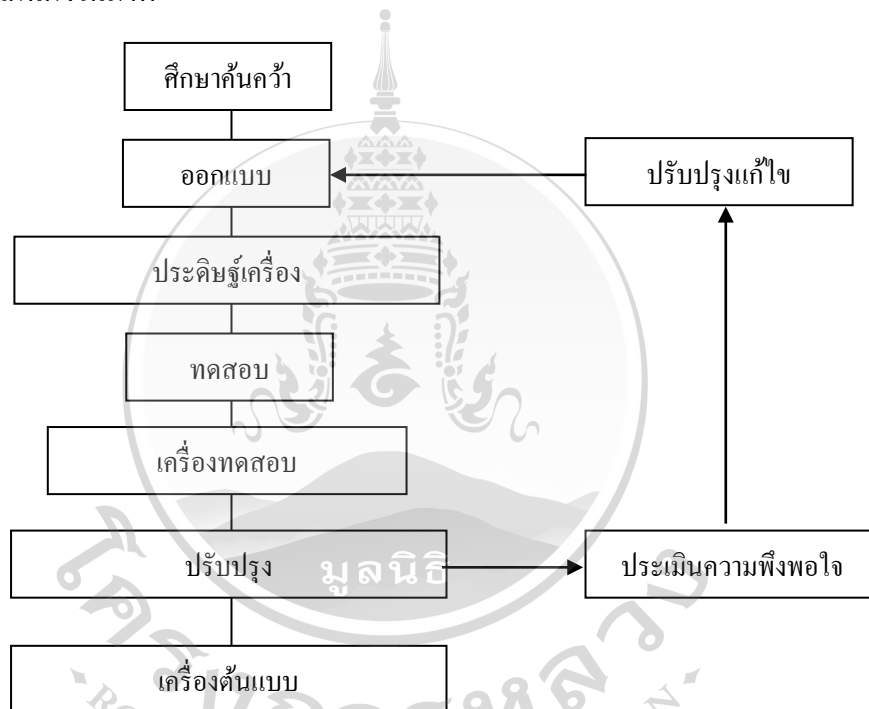 ศึกษาค้นคว้า
ออกแบบ
ปรับปรุงแก้ไข
ประดิษฐ์เครื่อง
ทดสอบ
เครื่องทดสอบ
ปรับปรุง
มูลนิธิ
ประเมินความพึงพอใจ
เครื่องต้นแบบ